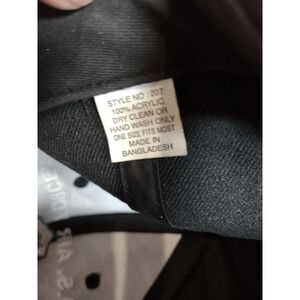 STYLE NO : 207
100% ACRYLIC
DRY CLEAN OR
HAND WASH ONLY
ONE SIZE FITS MOST
MADE IN
BANGLADESH